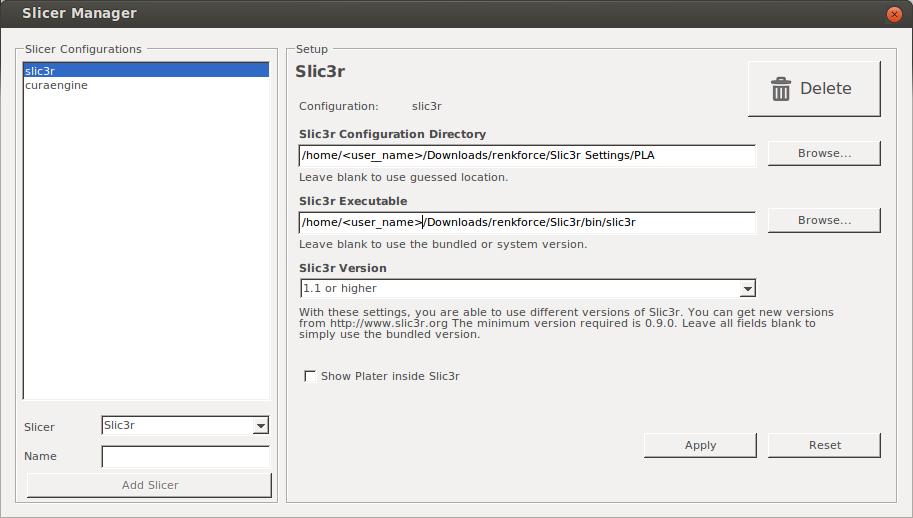 Slicer Manager
Slicer Configurations
slic3r
curaengine
Slicer
Slic3r
Name
Add Slicer
Setup
Slic3r
Delete
Configuration: slic3r
Slic3r Configuration Directory
/home/<user_name>/Downloads/renkforce/Slic3r Settings/PLA
Browse...
Leave blank to use guessed location.
Slic3r Executable
/home/<user_name>/Downloads/renkforce/Slic3r/bin/slic3r
Browse...
Leave blank to use the bundled or system version.
Slic3r Version
1.1 or higher
With these settings, you are able to use different versions of Slic3r. You can get new versions
from http://www.slic3r.org The minimum version required is 0.9.0. Leave all fields blank to
simply use the bundled version.
Show Plater inside Slic3r
Apply
Reset